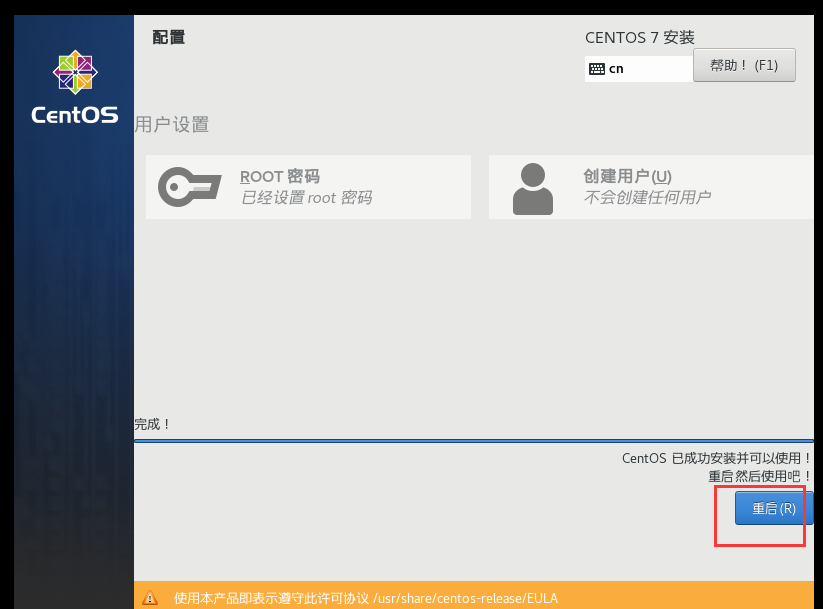 配置
CENTOS 7 安装
cn
帮助！(F1)
CentOS
用户设置
ROOT 密码
已经设置 root 密码
创建用户(U)
不会创建任何用户
完成！
CentOS 已成功安装并可以使用！
重启然后使用吧！
重启(R)
使用本产品即表示遵守此许可协议 /usr/share/centos-release/EULA